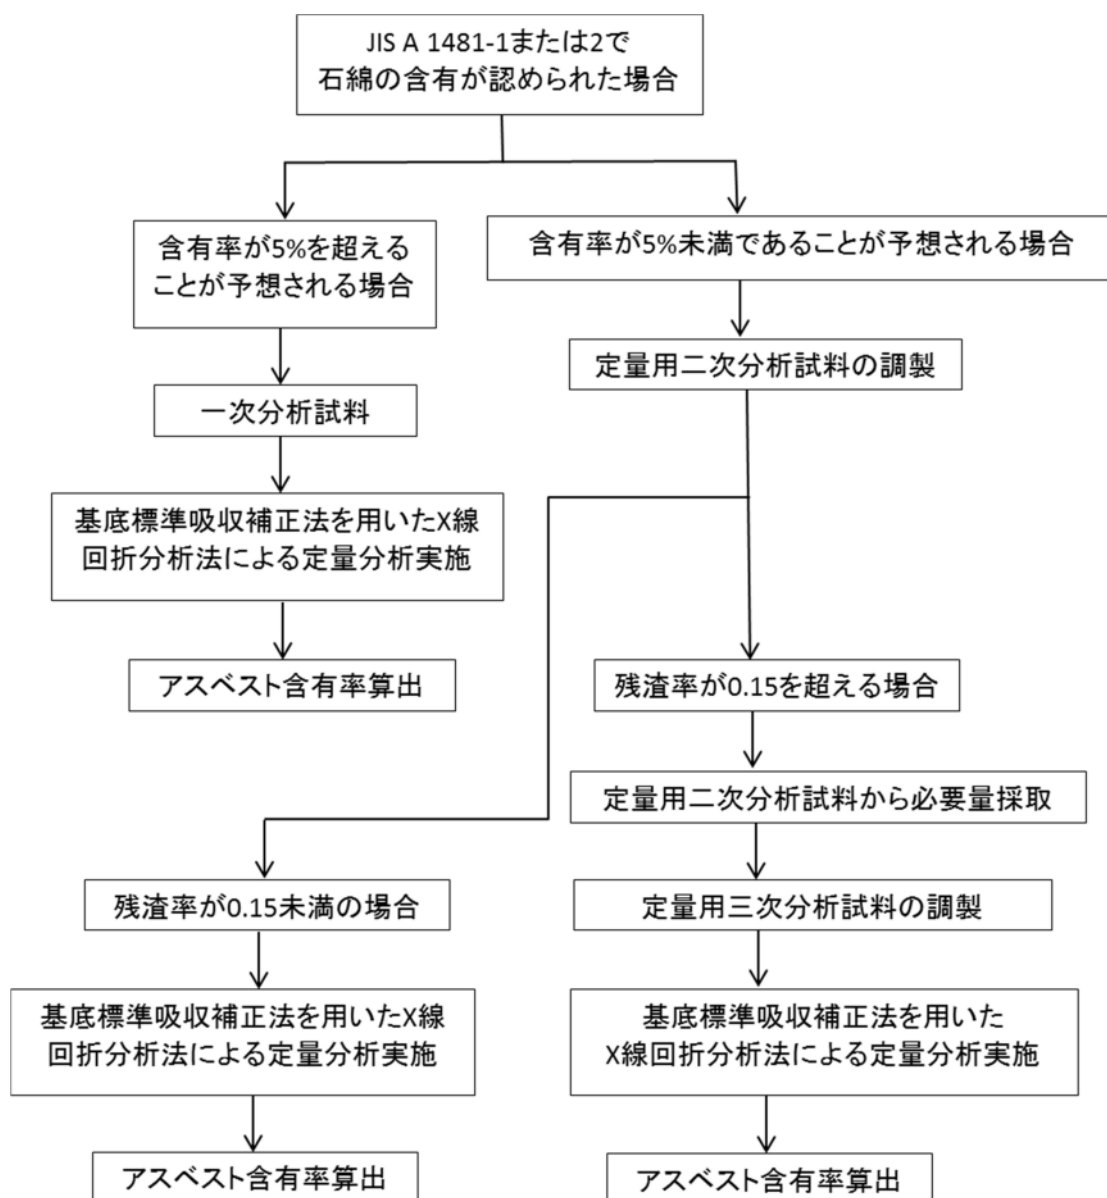 JIS A 1481-1または2で
石綿の含有が認められた場合
含有率が5%を超える
ことが予想される場合
含有率が5%未満であることが予想される場合
定量用二次分析試料の調製
一次分析試料
基底標準吸収補正法を用いたX線
回折分析法による定量分析実施
アスベスト含有率算出
残渣率が0.15を超える場合
定量用二次分析試料から必要量採取
残渣率が0.15未満の場合
定量用三次分析試料の調製
基底標準吸収補正法を用いたX線
回折分析法による定量分析実施
基底標準吸収補正法を用いた
X線回折分析法による定量分析実施
アスベスト含有率算出
アスベスト含有率算出